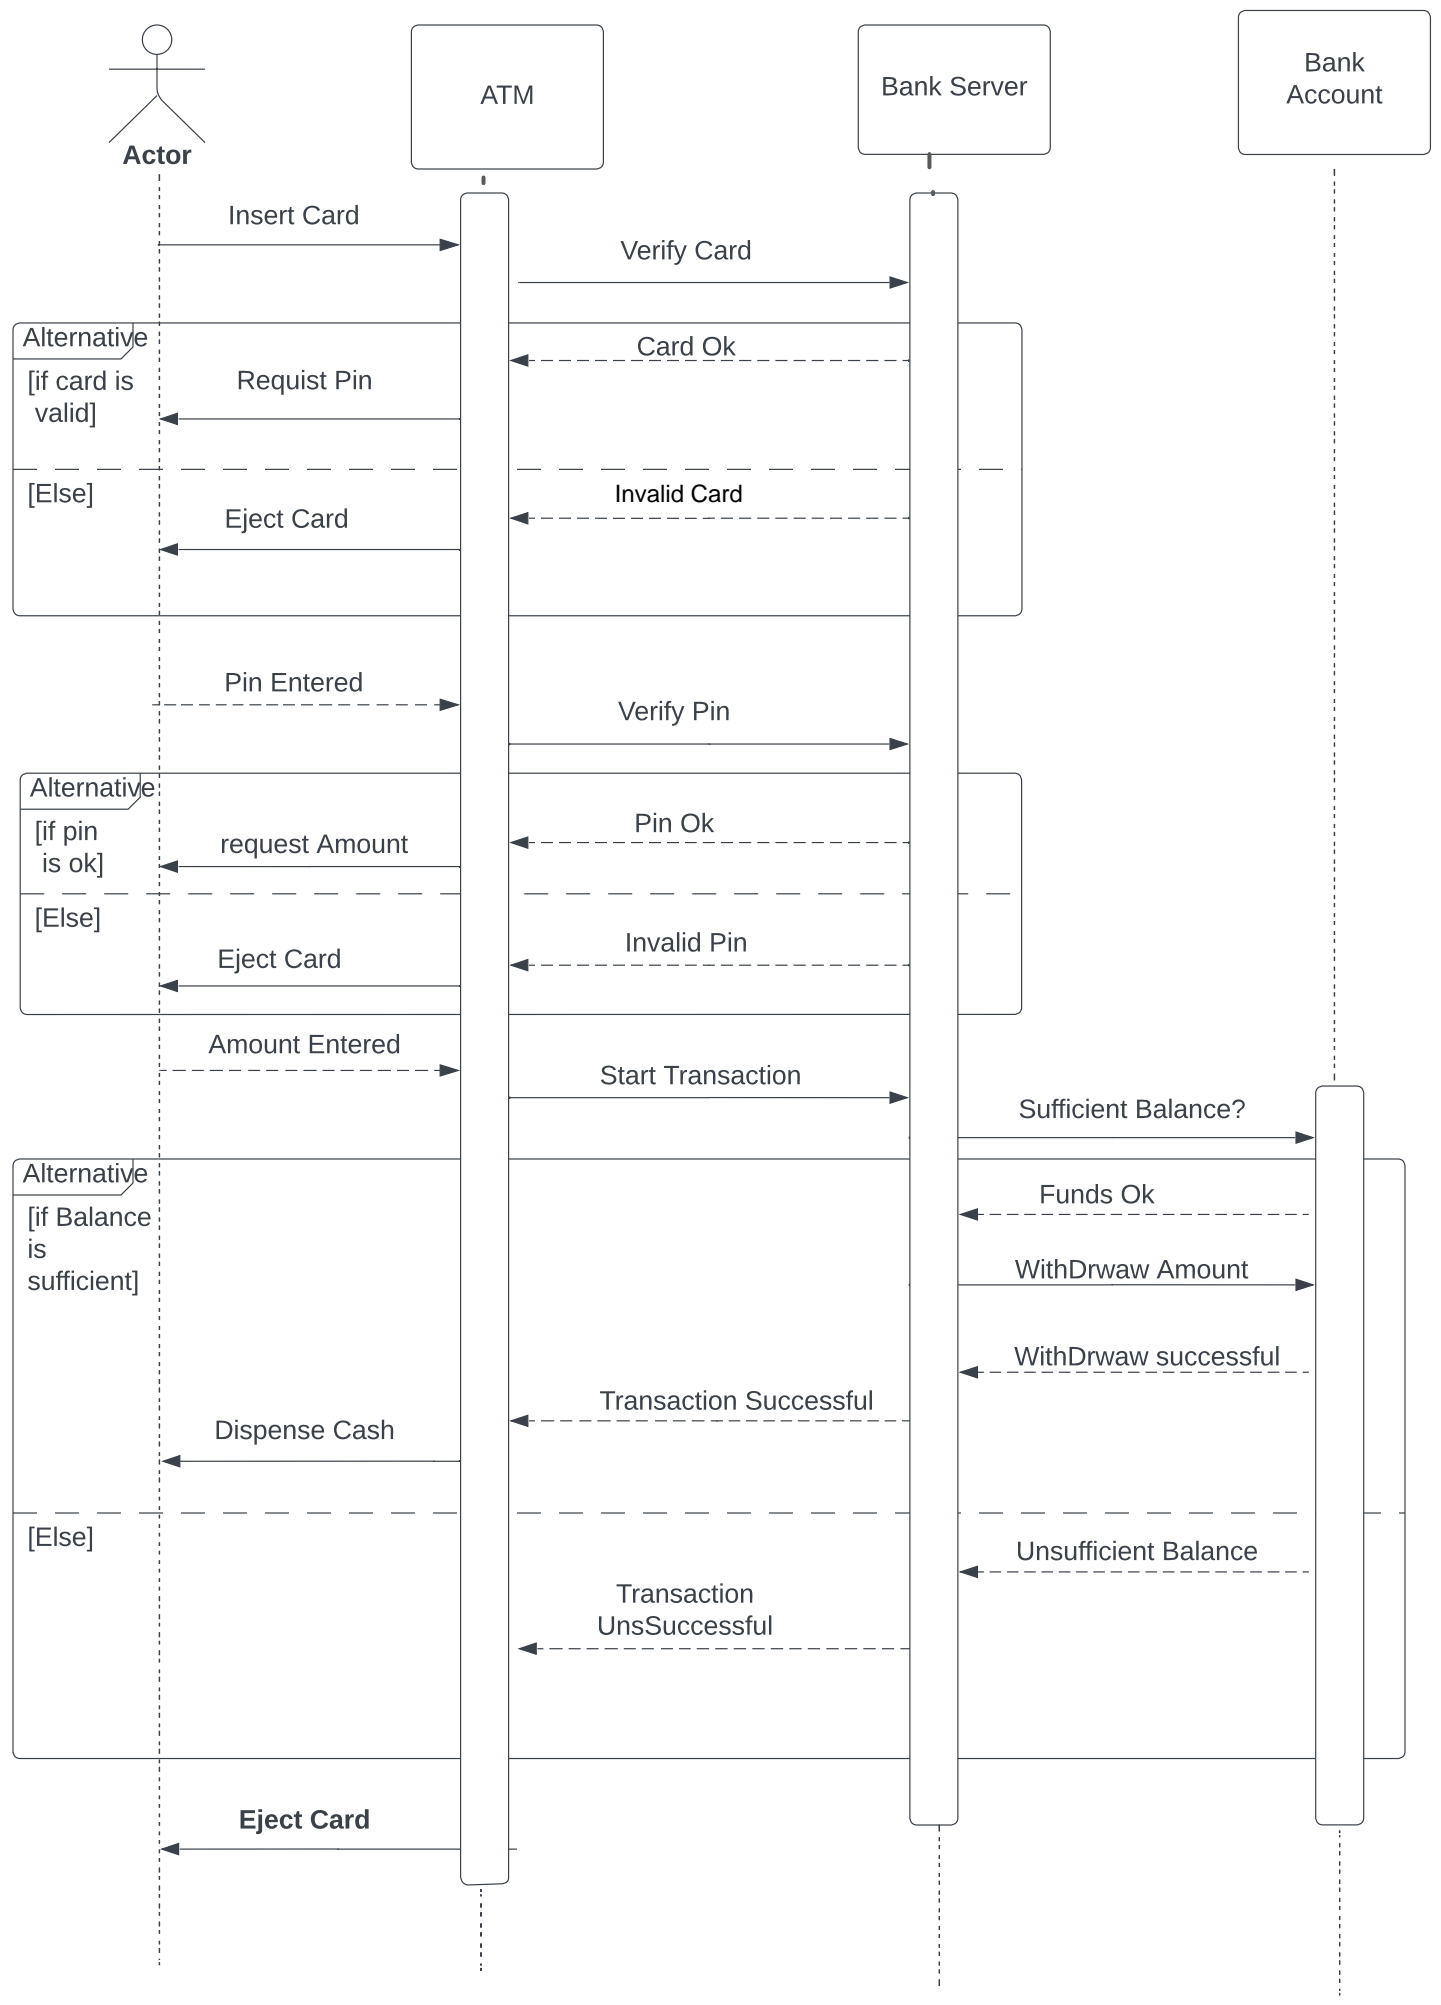 Actor
ATM
Bank Server
Bank
Account
Insert Card
Verify Card
Alternative
[if card is
valid]
Card Ok
Requist Pin
[Else]
Invalid Card
Eject Card
Pin Entered
Verify Pin
Alternative
[if pin
is ok]
Pin Ok
request Amount
[Else]
Invalid Pin
Eject Card
Amount Entered
Start Transaction
Sufficient Balance?
Alternative
[if Balance
is
sufficient]
Funds Ok
WithDrwaw Amount
WithDrwaw successful
Transaction Successful
Dispense Cash
[Else]
Unsufficient Balance
Transaction
UnsSuccessful
Eject Card